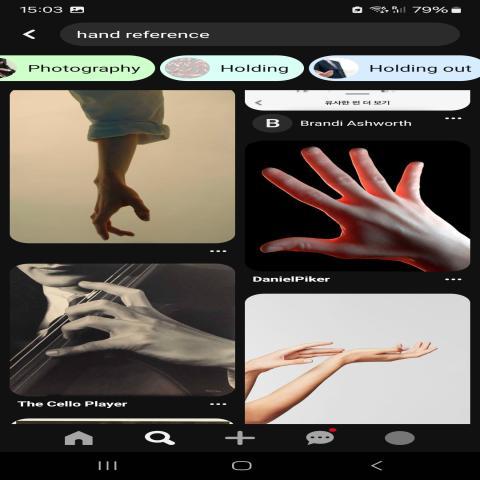 15:03
79%
hand reference
Photography
Holding
Holding out
유사한 핀 더 보기
B Brandi Ashworth
DanielPiker
The Cello Player